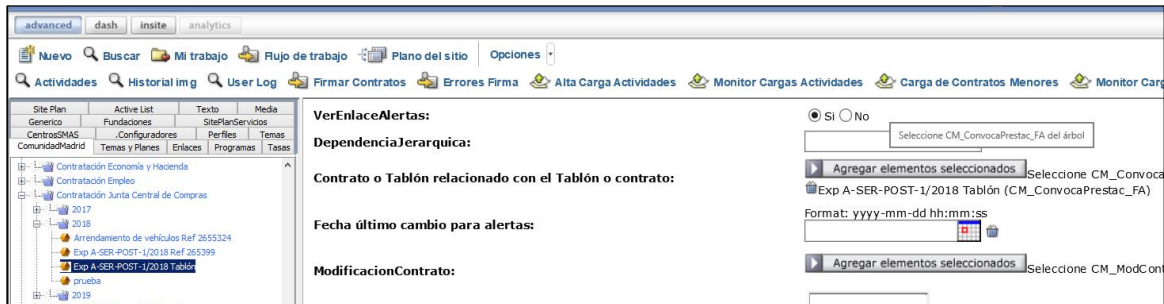 advanced dash insite analytics
Nuevo Buscar Mi trabajo Flujo de trabajo Plano del sitio Opciones
Actividades Historial img User Log Firmar Contratos Errores Firma Alta Carga Actividades Monitor Cargas Actividades Carga de Contratos Menores Monitor Carg
Site Plan Active List Texto Media
Generico Fundaciones SitePlanServicios
CentrosSMAS .Configuradores Perfiles Temas
ComunidadMadrid Temas y Planes Enlaces Programas Tasas
Contratación Economía y Hacienda
Contratación Empleo
Contratación Junta Central de Compras
2017
2018
Arrendamiento de vehículos Ref 2655324
Exp A-SER-POST-1/2018 Ref 265399
Exp A-SER-POST-1/2018 Tablón
prueba
2019
VerEnlaceAlertas:
Si No
Seleccione CM_ConvocaPrestac_FA del árbol
DependenciaJerarquica:
Contrato o Tablón relacionado con el Tablón o contrato:
Agregar elementos seleccionados Seleccione CM_Convoca
Exp A-SER-POST-1/2018 Tablón (CM_ConvocaPrestac_FA)
Format: yyyy-mm-dd hh:mm:ss
Fecha último cambio para alertas:
ModificacionContrato:
Agregar elementos seleccionados Seleccione CM_ModCont